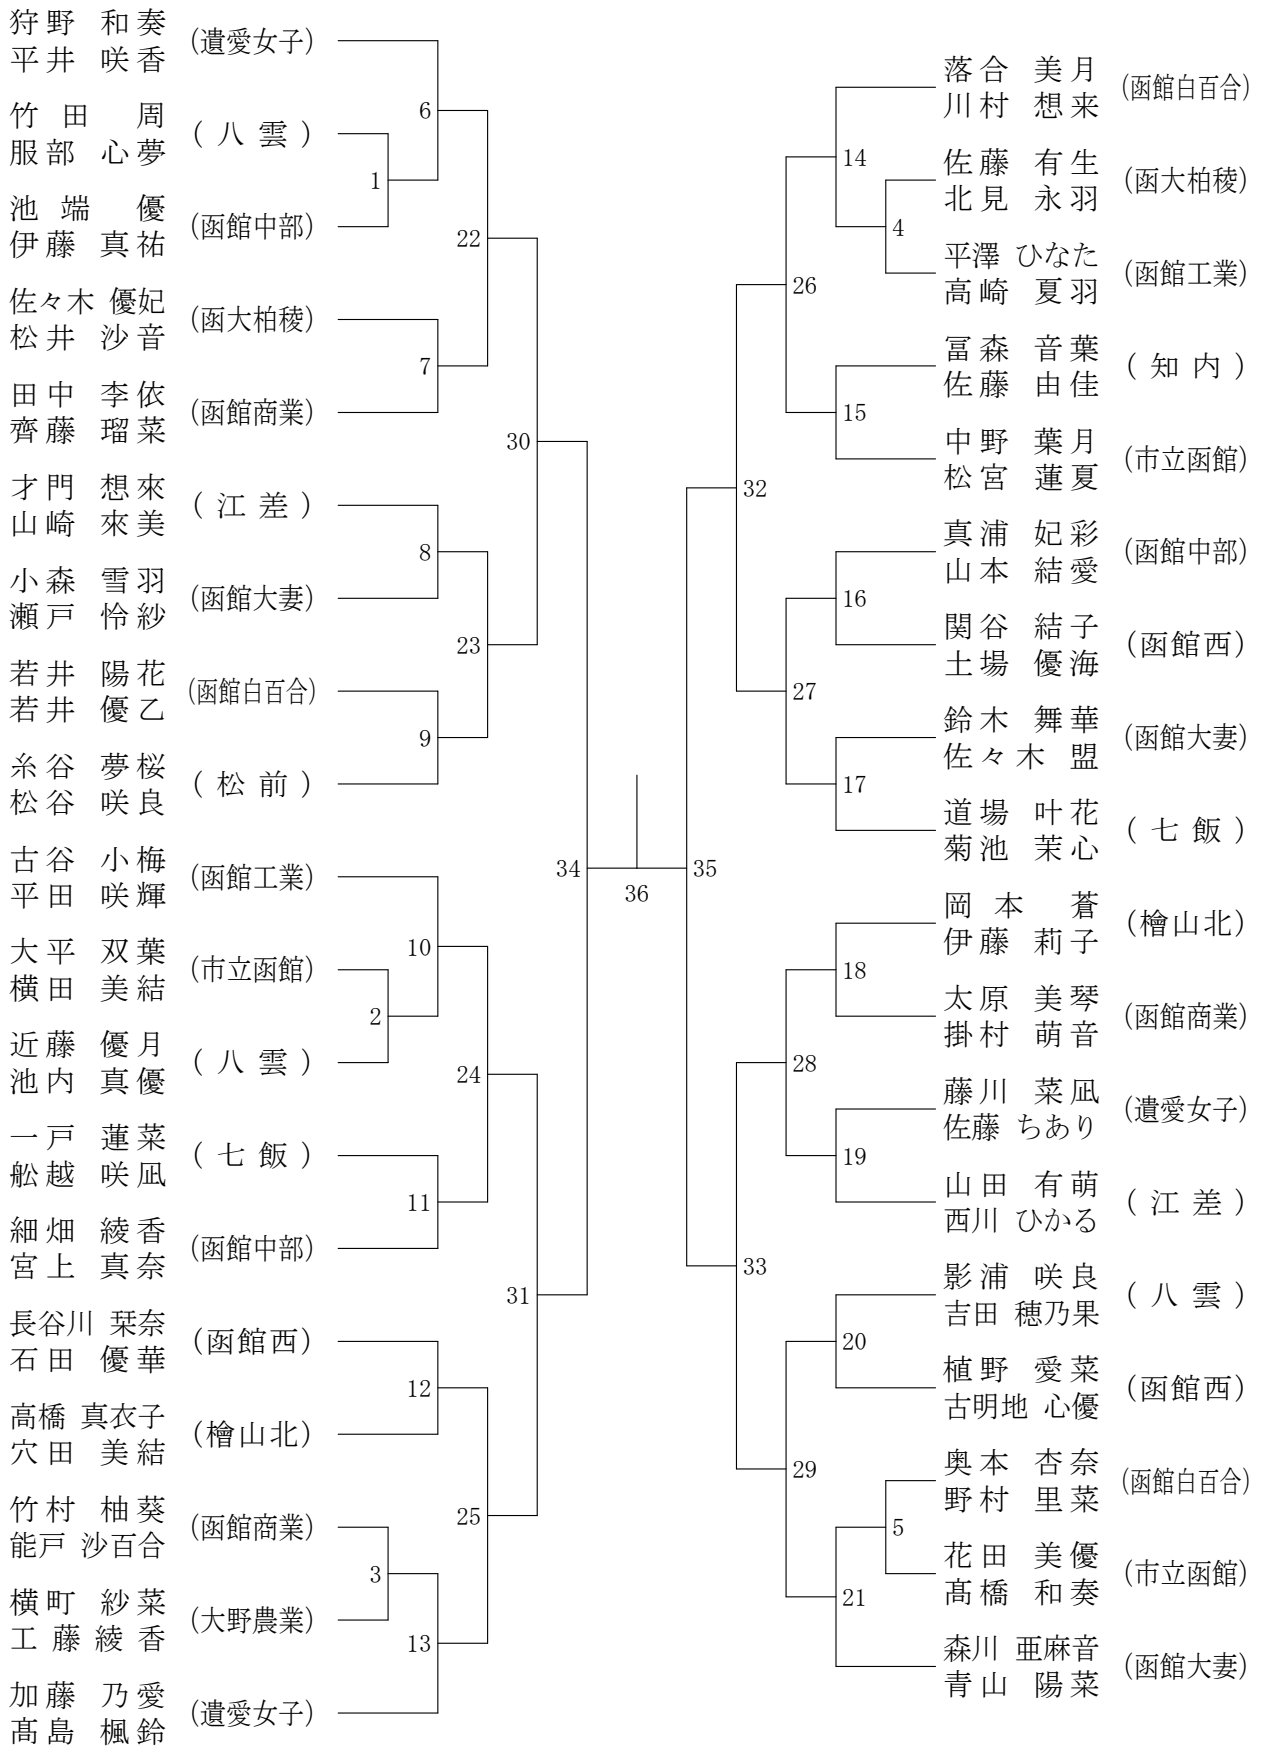 狩野 和奏
平井 咲香
(遺愛女子)
竹田 周
服部 心夢
(八雲)
池端 優
伊藤 真祐
(函館中部)
佐々木 優妃
松井 沙音
(函大柏稜)
田中 李依
齊藤 瑠菜
(函館商業)
才門 想來
山崎 來美
(江差)
小森 雪羽
瀬戸 怜紗
(函館大妻)
若井 陽花
若井 優乙
(函館白百合)
糸谷 夢桜
松谷 咲良
(松前)
古谷 小梅
平田 咲輝
(函館工業)
大平 双葉
横田 美結
(市立函館)
近藤 優月
池内 真優
(八雲)
一戸 蓮菜
舩越 咲凪
(七飯)
細畑 綾香
宮上 真奈
(函館中部)
長谷川 栞奈
石田 優華
(函館西)
高橋 真衣子
穴田 美結
(檜山北)
竹村 柚葵
能戸 沙百合
(函館商業)
横町 紗菜
工藤綾香
(大野農業)
加藤 乃愛
髙島 楓鈴
(遺愛女子)
1
2
3
6
7
8
9
10
11
12
13
22
23
24
25
30
31
34
36
35
32
33
26
27
28
29
14
15
16
17
18
19
20
21
4
5
落合 美月
川村 想来
(函館白百合)
佐藤 有生
北見 永羽
(函大柏稜)
平澤 ひなた
高崎 夏羽
(函館工業)
冨森 音葉
佐藤 由佳
(知内)
中野 葉月
松宮 蓮夏
(市立函館)
真浦 妃彩
山本 結愛
(函館中部)
関谷 結子
土場 優海
(函館西)
鈴木 舞華
佐々木 盟
(函館大妻)
道場 叶花
菊池 茉心
(七飯)
岡本 蒼
伊藤 莉子
(檜山北)
太原 美琴
掛村 萌音
(函館商業)
藤川 菜凪
佐藤 ちあり
(遺愛女子)
山田 有萌
西川 ひかる
(江差)
影浦 咲良
吉田 穂乃果
(八雲)
植野 愛菜
古明地 心優
(函館西)
奥本 杏奈
野村 里菜
(函館白百合)
花田 美優
髙橋 和奏
(市立函館)
森川 亜麻音
青山 陽菜
(函館大妻)